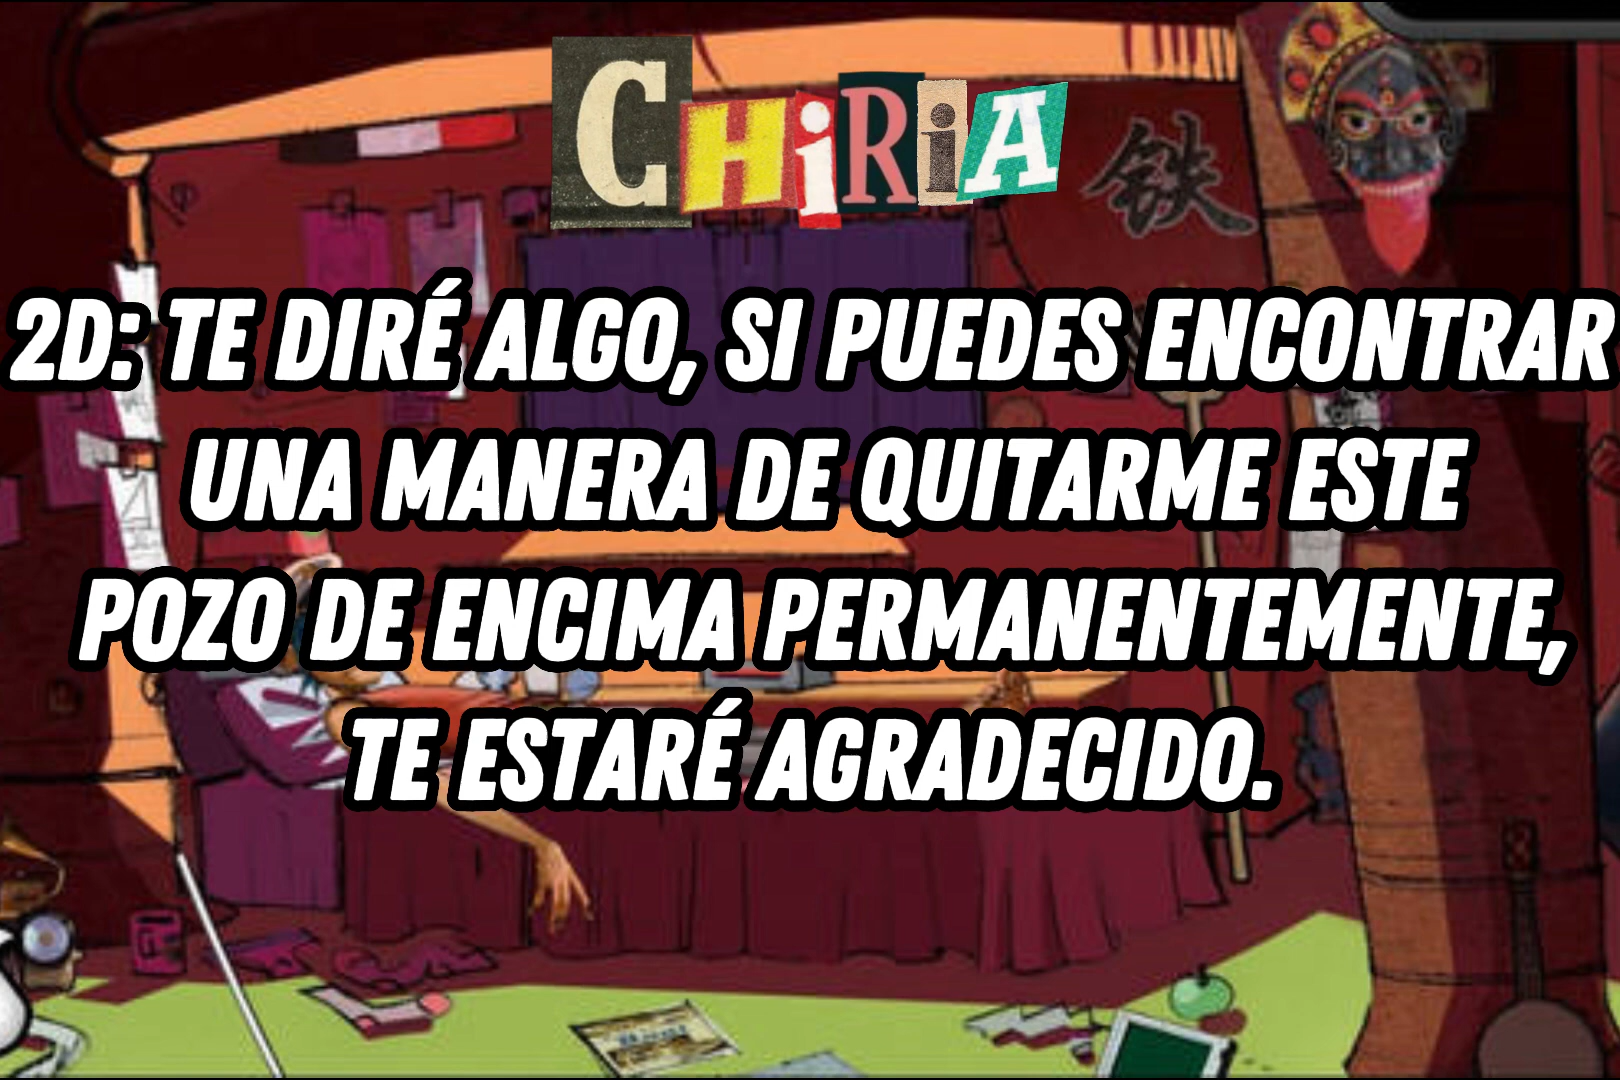 CHiRiA
鉄
2D: TE DIRÉ ALGO, SI PUEDES ENCONTRAR
UNA MANERA DE QUITARME ESTE
POZO DE ENCIMA PERMANENTEMENTE,
TE ESTARÉ AGRADECIDO.